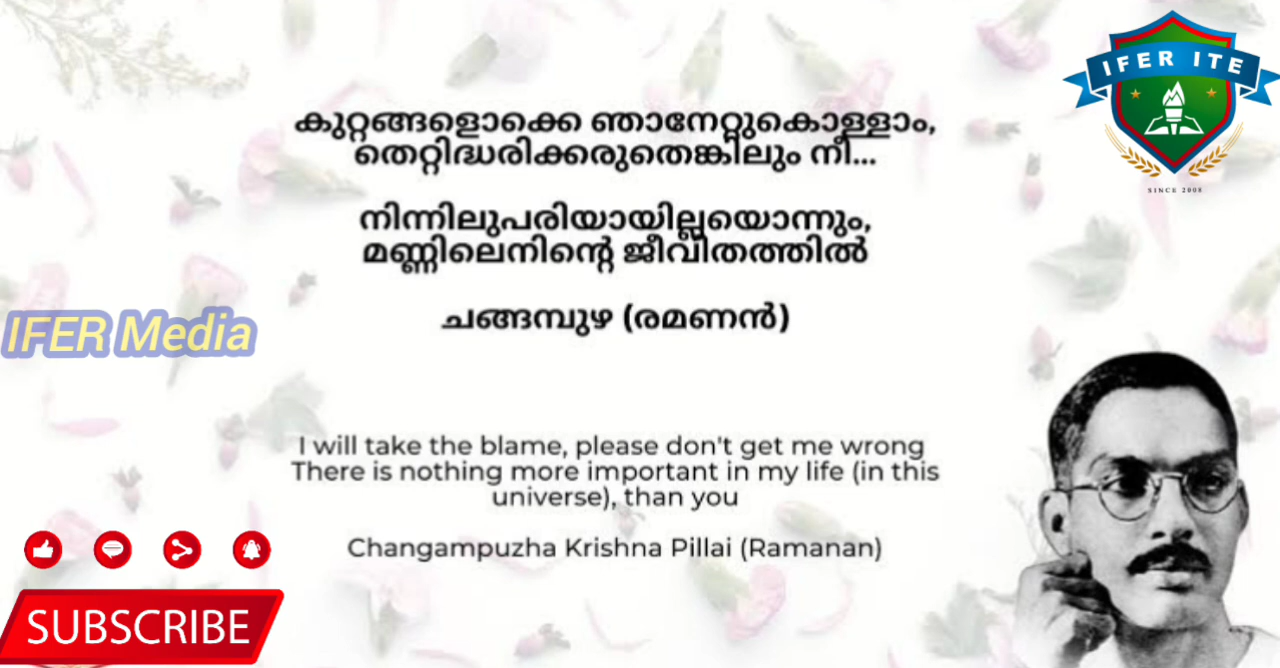 IFER ITE
SINCE 2008
കുറ്റങ്ങളൊക്കെ ഞാനേറ്റുകൊള്ളാം,
തെറ്റിദ്ധരിക്കരുതെങ്കിലും നീ...
നിന്നിലുപരിയായില്ലയൊന്നും,
മണ്ണിലെനിന്റെ ജീവിതത്തിൽ
ചങ്ങമ്പുഴ (രമണൻ)
IFER Media
I will take the blame, please don't get me wrong
There is nothing more important in my life (in this
universe), than you
Changampuzha Krishna Pillai (Ramanan)
SUBSCRIBE